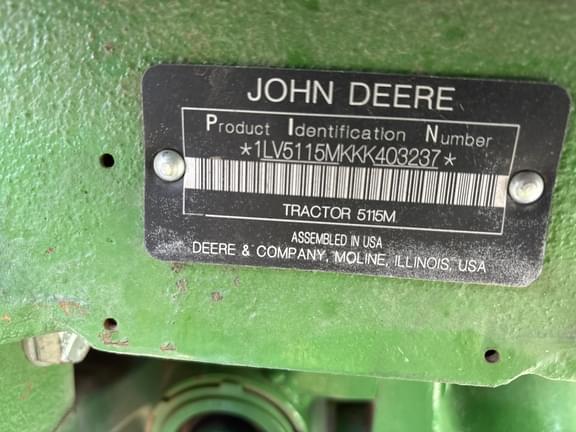 JOHN DEERE
Product Identification Number
*1LV5115MKKK403237*
TRACTOR 5115M
ASSEMBLED IN USA
DEERE & COMPANY, MOLINE, ILLINOIS, USA